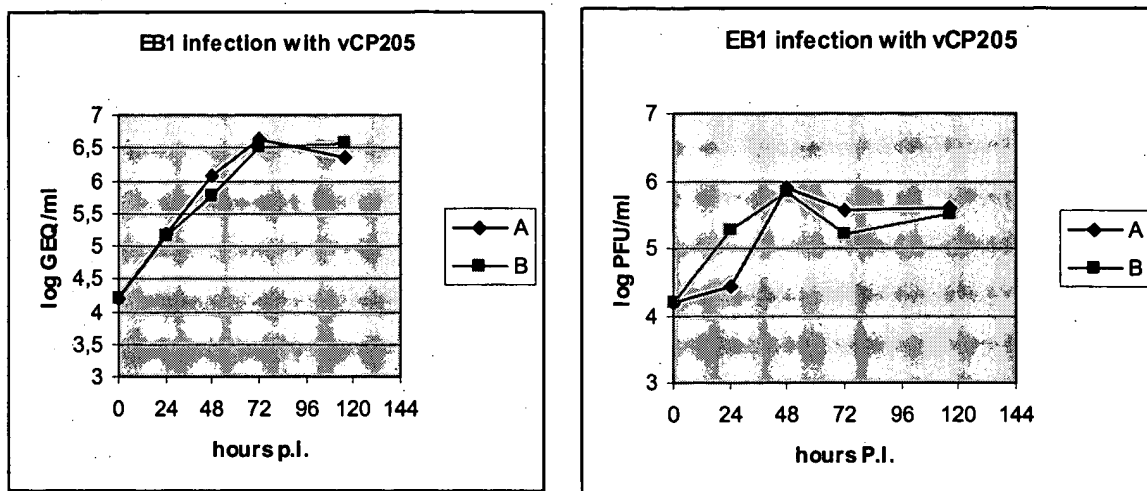 EB1 infection with vCP205
7
6,5
6
5,5
5
4,5
4
3,5
3
log GEQ/ml
0 24 48 72 96 120 144
hours p.i.
A
B
EB1 infection with vCP205
7
6
5
4
3
log PFU/ml
0 24 48 72 96 120 144
hours P.I.
A
B